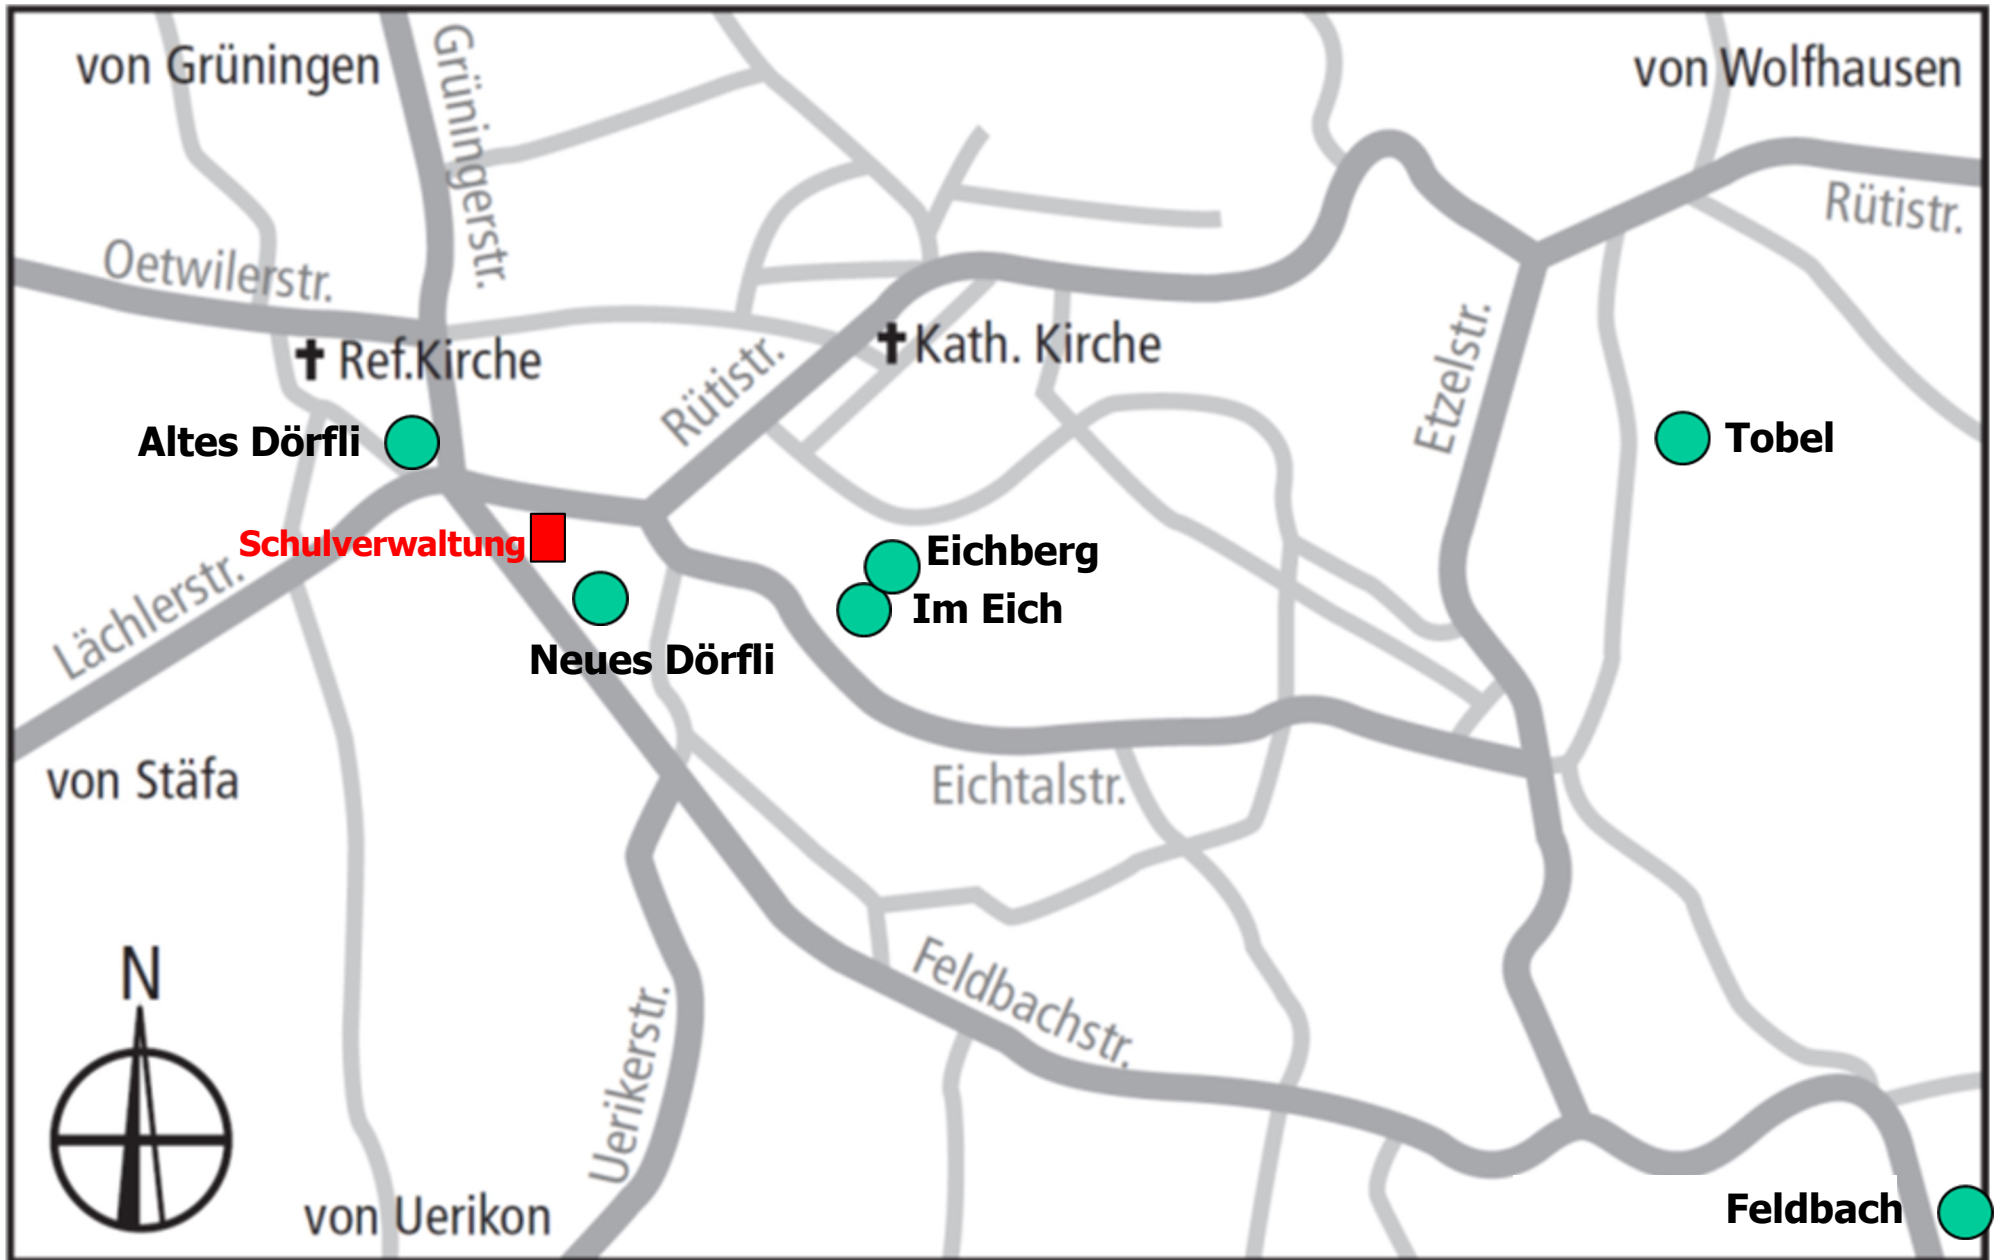 von Grüningen
Grüningerstr.
von Wolfhausen
Rütistr.
Oetwilerstr.
Ref.Kirche
Kath. Kirche
Rütistr.
Etzelstr.
Altes Dörfli
Tobel
Schulverwaltung
Eichberg
Im Eich
Lächlerstr.
Neues Dörfli
von Stäfa
Eichtalstr.
N
Feldbachstr.
Uerikerstr.
von Uerikon
Feldbach